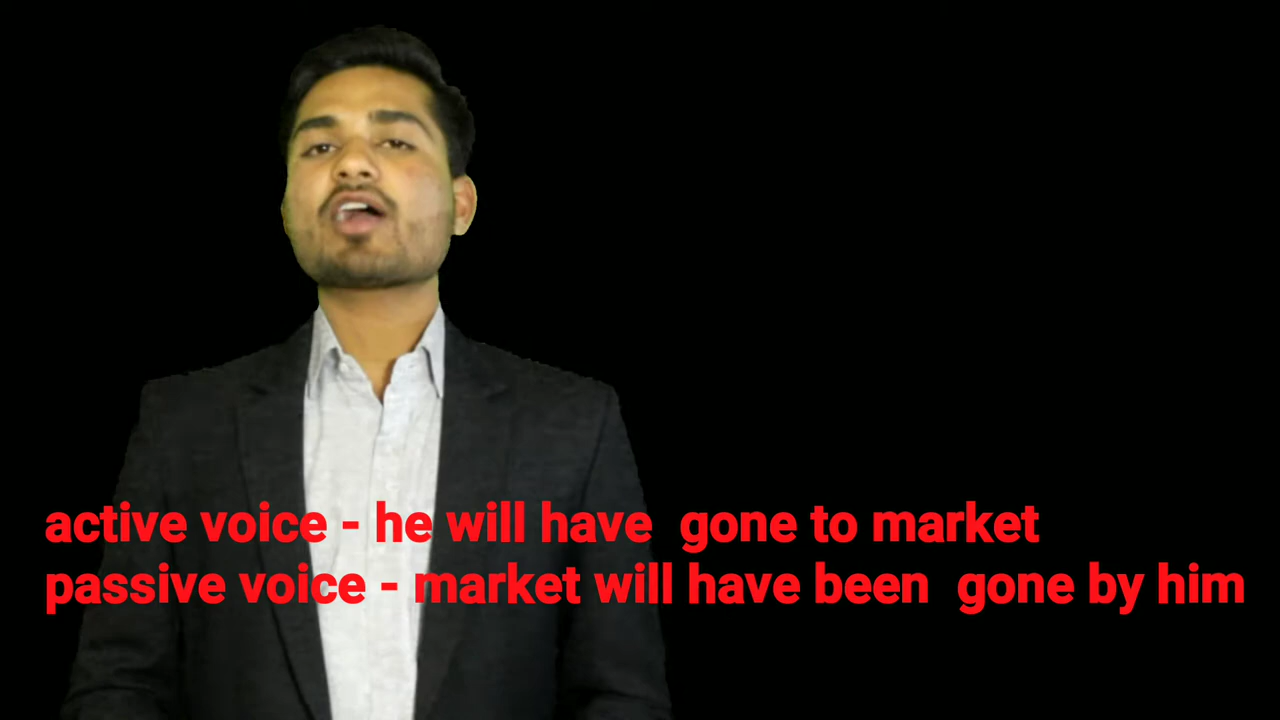 active voice - he will have gone to market
passive voice - market will have been gone by him